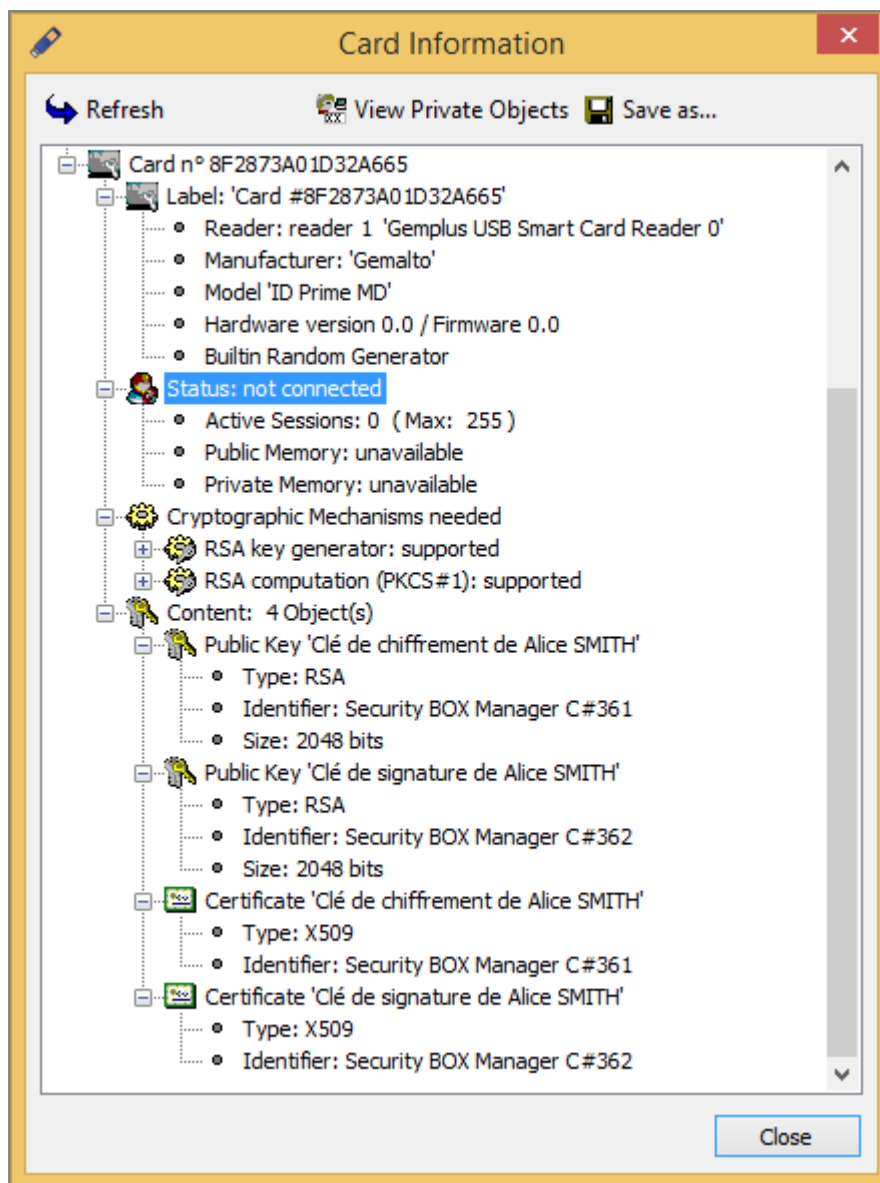 Card Information
Refresh View Private Objects Save as...
Card n° 8F2873A01D32A665
Label: 'Card #8F2873A01D32A665'
Reader: reader 1 'Gemplus USB Smart Card Reader 0'
Manufacturer: 'Gemalto'
Model 'ID Prime MD'
Hardware version 0.0 / Firmware 0.0
Builtin Random Generator
Status: not connected
Active Sessions: 0 ( Max: 255 )
Public Memory: unavailable
Private Memory: unavailable
Cryptographic Mechanisms needed
RSA key generator: supported
RSA computation (PKCS#1): supported
Content: 4 Object(s)
Public Key 'Clé de chiffrement de Alice SMITH'
Type: RSA
Identifier: Security BOX Manager C#361
Size: 2048 bits
Public Key 'Clé de signature de Alice SMITH'
Type: RSA
Identifier: Security BOX Manager C#362
Size: 2048 bits
Certificate 'Clé de chiffrement de Alice SMITH'
Type: X509
Identifier: Security BOX Manager C#361
Certificate 'Clé de signature de Alice SMITH'
Type: X509
Identifier: Security BOX Manager C#362
Close